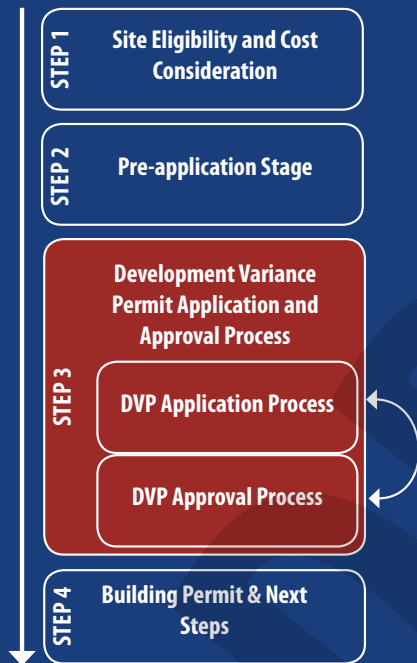 STEP 1
Site Eligibility and Cost
Consideration
STEP 2
Pre-application Stage
STEP 3
Development Variance
Permit Application and
Approval Process
DVP Application Process
DVP Approval Process
STEP 4
Building Permit & Next
Steps